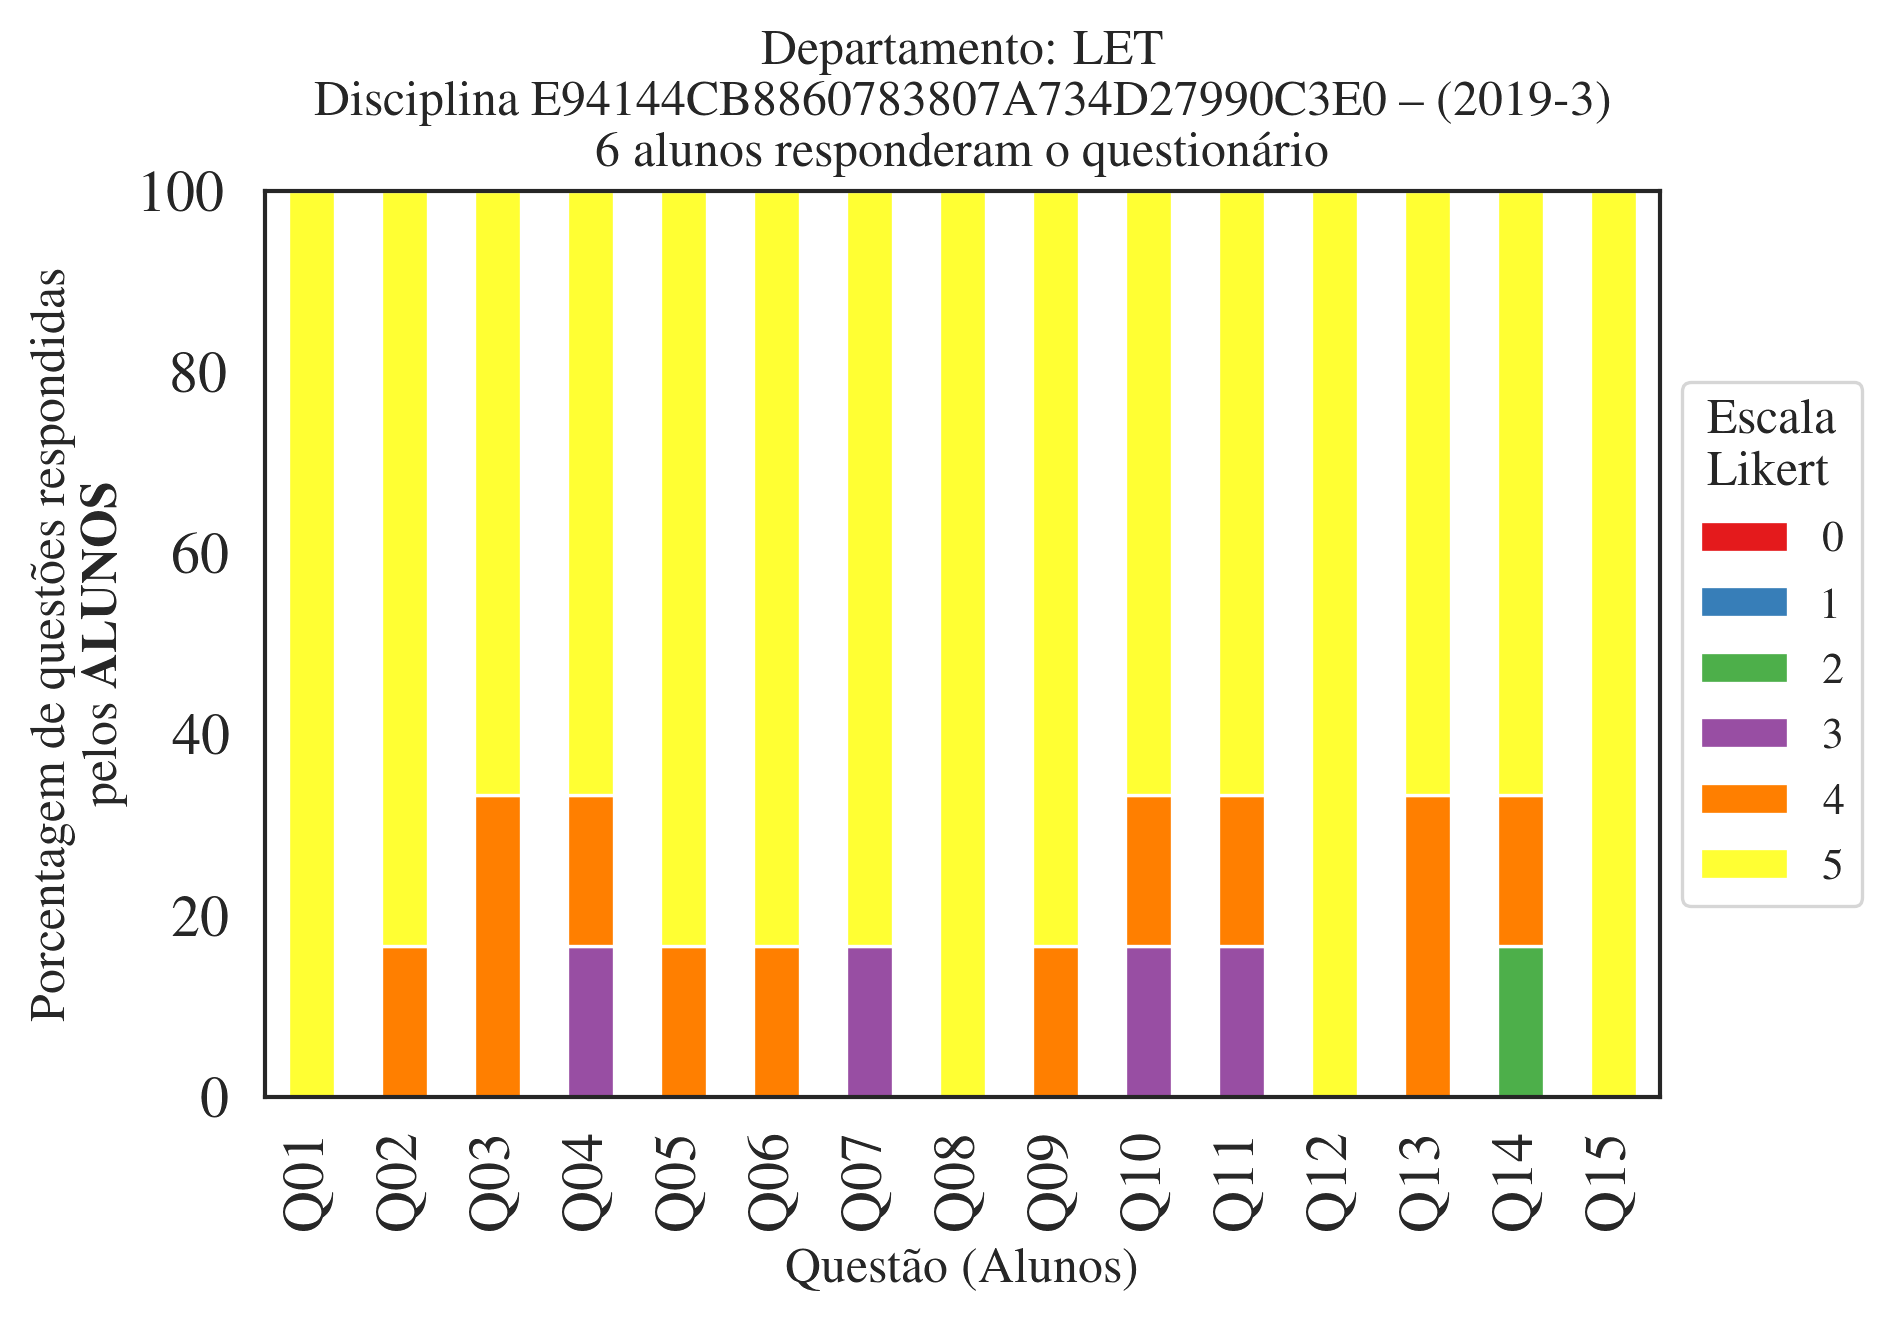 Departamento: LET
Disciplina E94144CB8860783807A734D27990C3E0 – (2019-3)
6 alunos responderam o questionário
Porcentagem de questões respondidas
pelos ALUNOS
100
80
60
40
20
0
Q01
Q02
Q03
Q04
Q05
Q06
Q07
Q08
Q09
Q10
Q11
Q12
Q13
Q14
Q15
Questão (Alunos)
Escala
Likert
0
1
2
3
4
5